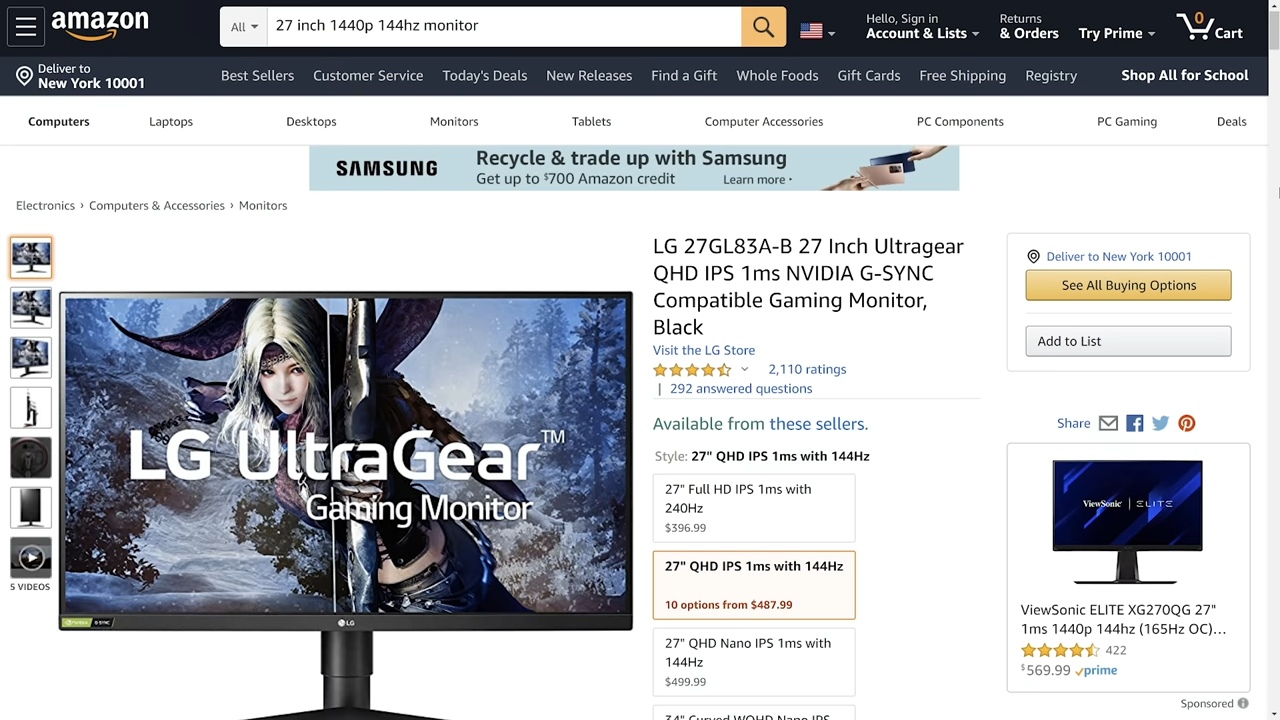 amazon
All
27 inch 1440p 144hz monitor
Hello, Sign in
Account & Lists
Returns
& Orders
Try Prime
0
Cart
Deliver to
New York 10001
Best Sellers
Customer Service
Today's Deals
New Releases
Find a Gift
Whole Foods
Gift Cards
Free Shipping
Registry
Shop All for School
Computers
Laptops
Desktops
Monitors
Tablets
Computer Accessories
PC Components
PC Gaming
Deals
SAMSUNG
Recycle & trade up with Samsung
Get up to $700 Amazon credit
Learn more
Electronics › Computers & Accessories › Monitors
5 VIDEOS
LG UltraGear™
Gaming Monitor
G-SYNC
LG
LG 27GL83A-B 27 Inch Ultragear
QHD IPS 1ms NVIDIA G-SYNC
Compatible Gaming Monitor,
Black
Visit the LG Store
2,110 ratings
| 292 answered questions
Available from these sellers.
Style: 27" QHD IPS 1ms with 144Hz
27" Full HD IPS 1ms with
240Hz
$396.99
27" QHD IPS 1ms with 144Hz
10 options from $487.99
27" QHD Nano IPS 1ms with
144Hz
$499.99
34" Curved WQHD Nano IPS
Deliver to New York 10001
See All Buying Options
Add to List
Share
ViewSonic | ELITE
ViewSonic ELITE XG270QG 27"
1ms 1440p 144hz (165Hz OC)...
422
$569.99 prime
Sponsored